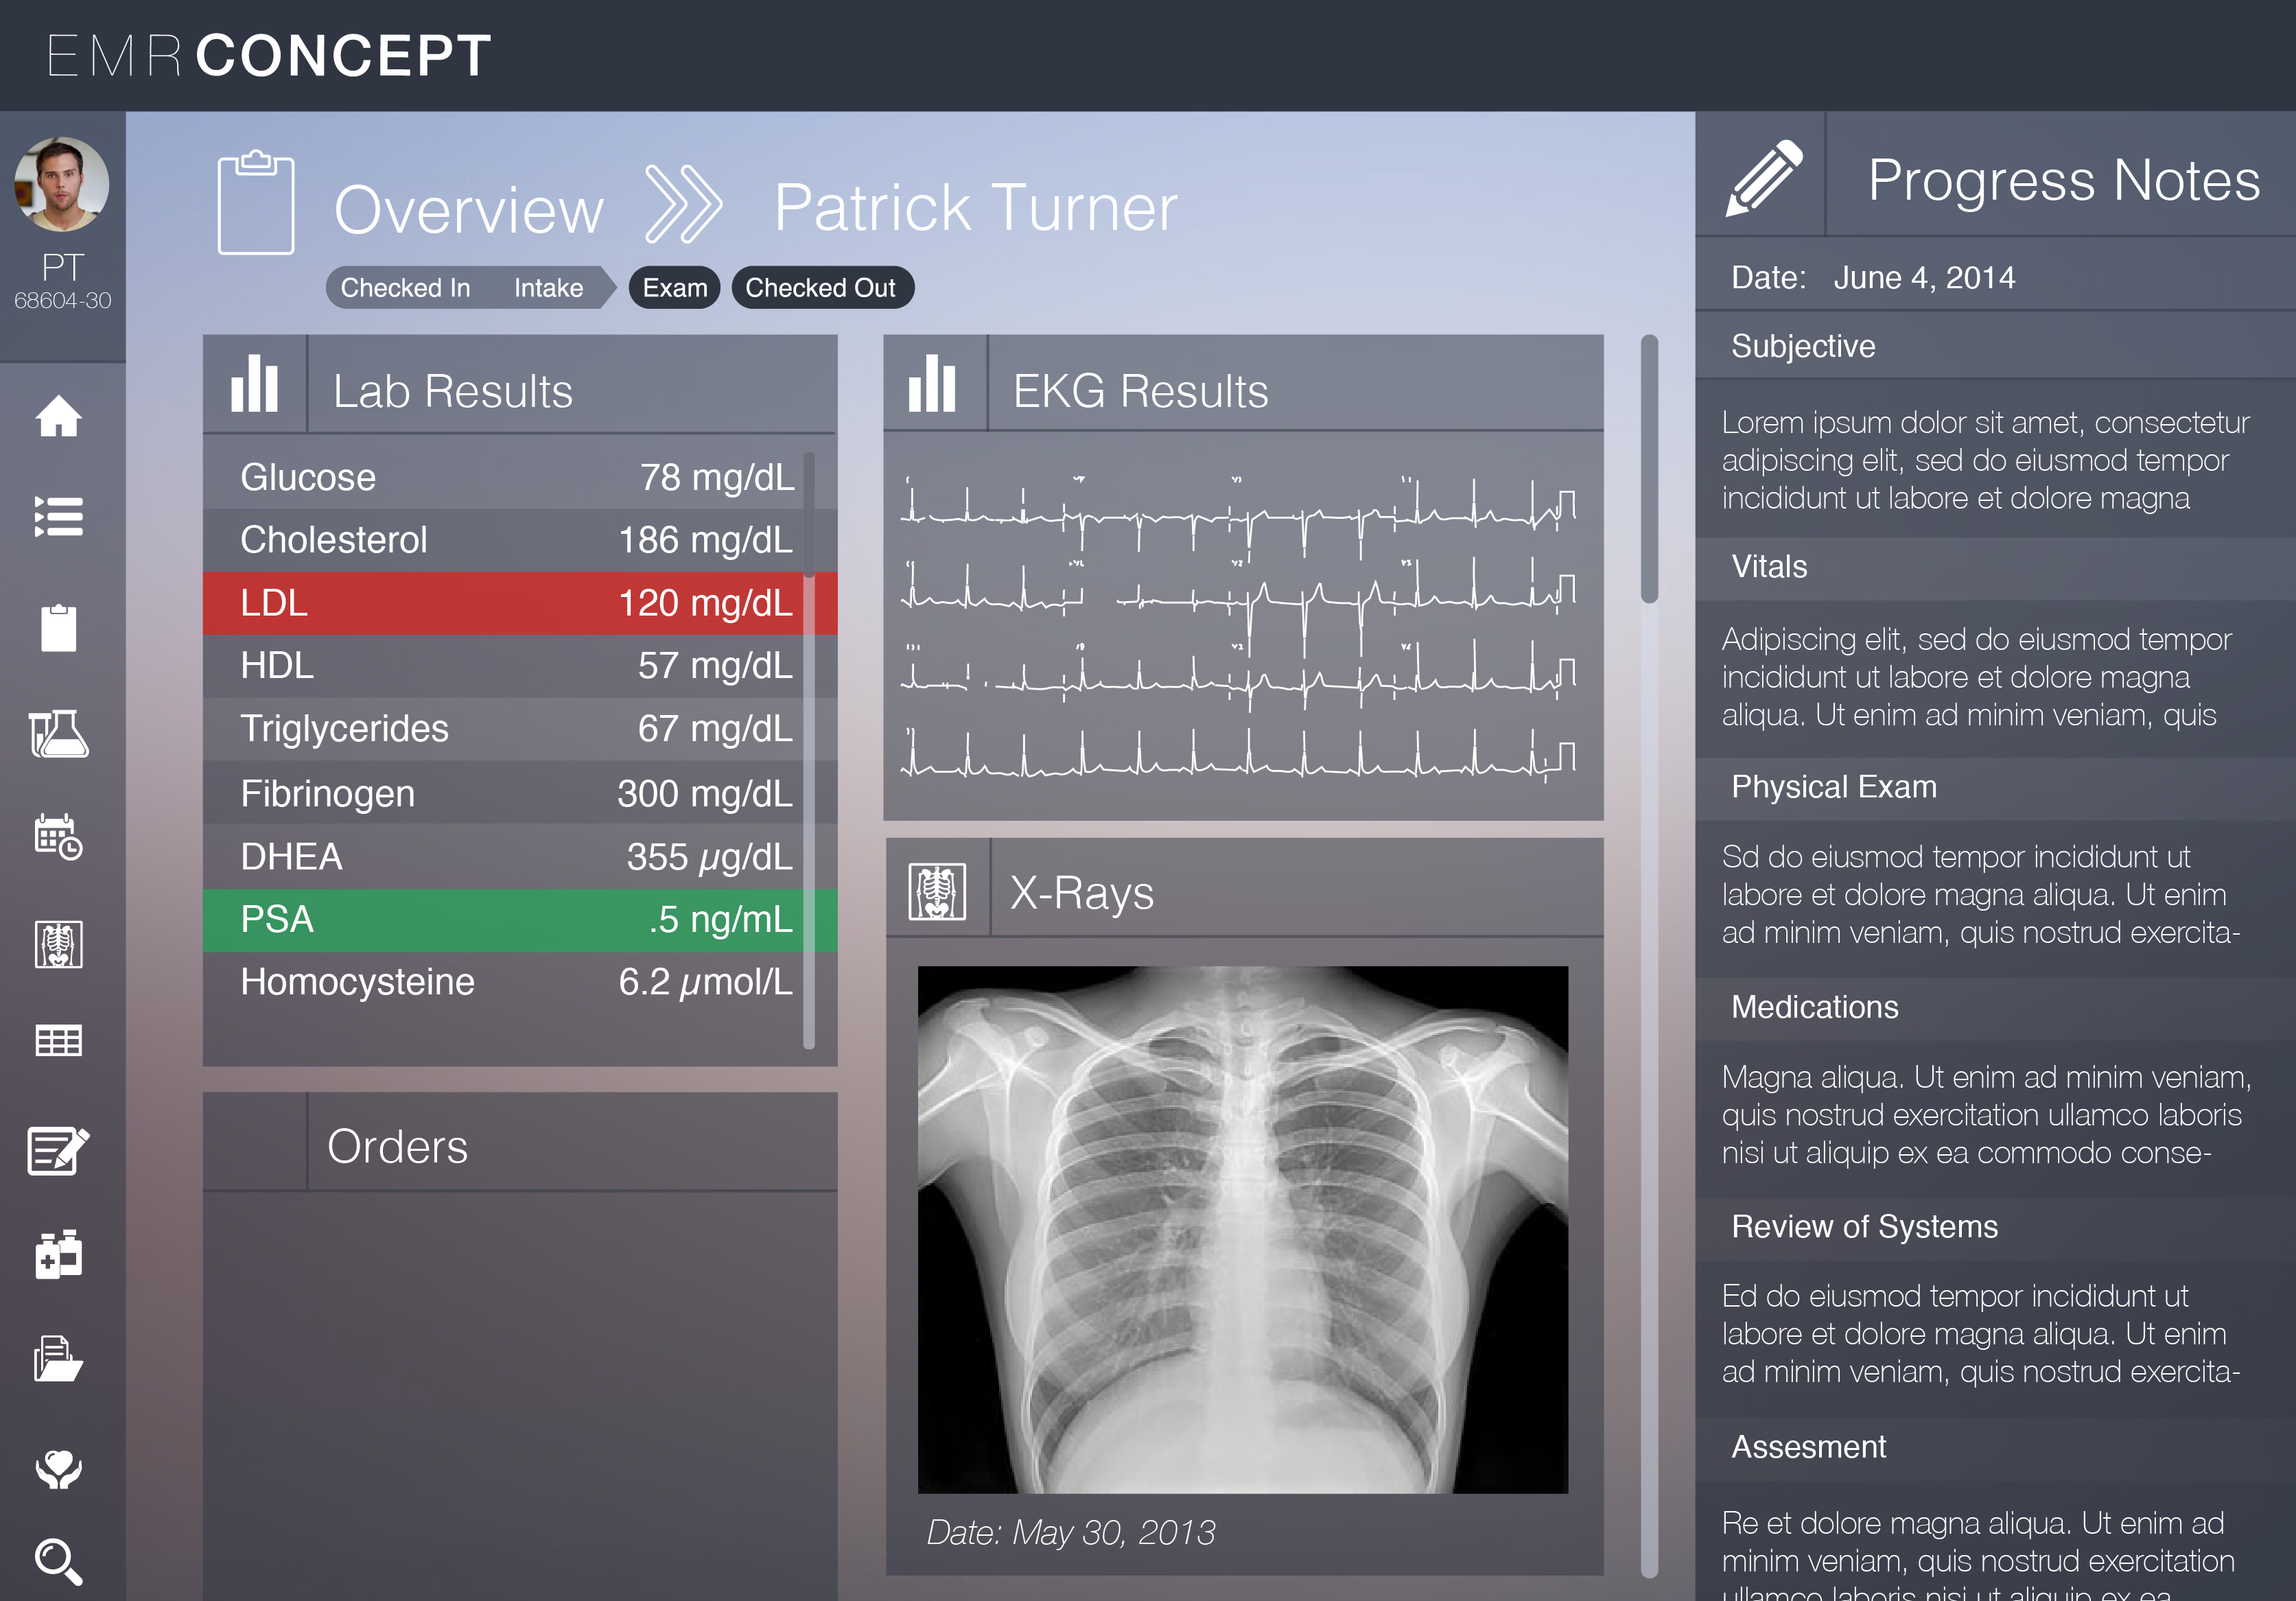 EMR CONCEPT
PT
68604-30
Overview
Patrick Turner
Checked In
Intake
Exam
Checked Out
Lab Results
Glucose 78 mg/dL
Cholesterol 186 mg/dL
LDL 120 mg/dL
HDL 57 mg/dL
Triglycerides 67 mg/dL
Fibrinogen 300 mg/dL
DHEA 355 µg/dL
PSA .5 ng/mL
Homocysteine 6.2 µmol/L
Orders
EKG Results
X-Rays
Date: May 30, 2013
Progress Notes
Date: June 4, 2014
Subjective
Lorem ipsum dolor sit amet, consectetur
adipiscing elit, sed do eiusmod tempor
incididunt ut labore et dolore magna
Vitals
Adipiscing elit, sed do eiusmod tempor
incididunt ut labore et dolore magna
aliqua. Ut enim ad minim veniam, quis
Physical Exam
Sd do eiusmod tempor incididunt ut
labore et dolore magna aliqua. Ut enim
ad minim veniam, quis nostrud exercita-
Medications
Magna aliqua. Ut enim ad minim veniam,
quis nostrud exercitation ullamco laboris
nisi ut aliquip ex ea commodo conse-
Review of Systems
Ed do eiusmod tempor incididunt ut
labore et dolore magna aliqua. Ut enim
ad minim veniam, quis nostrud exercita-
Assesment
Re et dolore magna aliqua. Ut enim ad
minim veniam, quis nostrud exercitation
ullamco laboris nisi ut aliquip ex ea